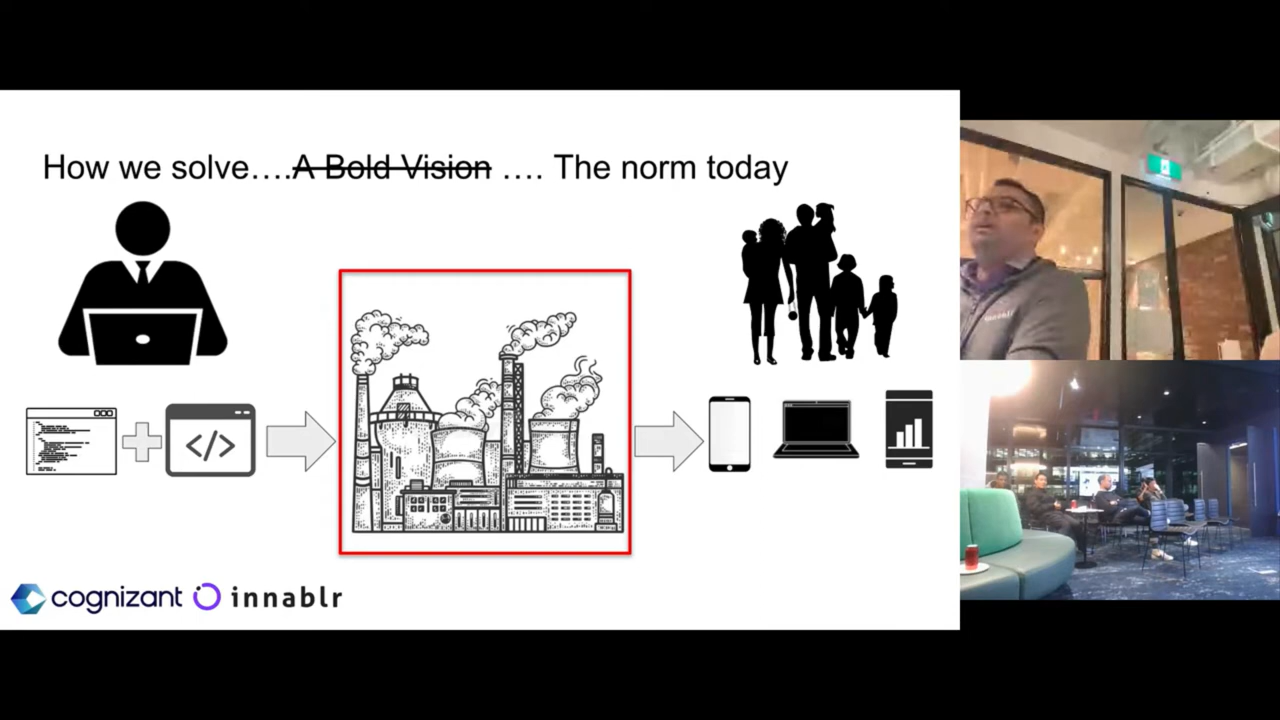 How we solve….A Bold Vision …. The norm today
</>
cognizant innablr